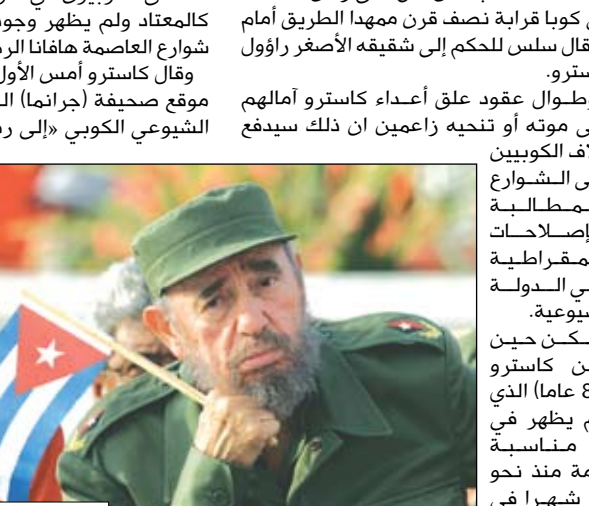 كوبا قرابة نصف قرن ممهدا الطريق أمام
قال سلس للحكم إلى شقيقه الأصغر راؤول
سترو.
وطوال عقود علق أعداء كاسترو آمالهم
ى موته أو تنحيه زاعمين ان ذلك سيدفع
لاف الكوبيين
ى الشوارع
مطالبة
إصلاحات
مقراطية
ي الدولة
يوعية.
كن حين
ن كاسترو
8 عاما) الذي
م يظهر في
مناسبة
مة منذ نحو
شهرا في
كالمعتاد ولم يظهر وجو
شوارع العاصمة هافانا الر
وقال كاسترو أمس الأول
موقع صحيفة (جرانما) ال
الشيوعي الكوبي «إلى ر